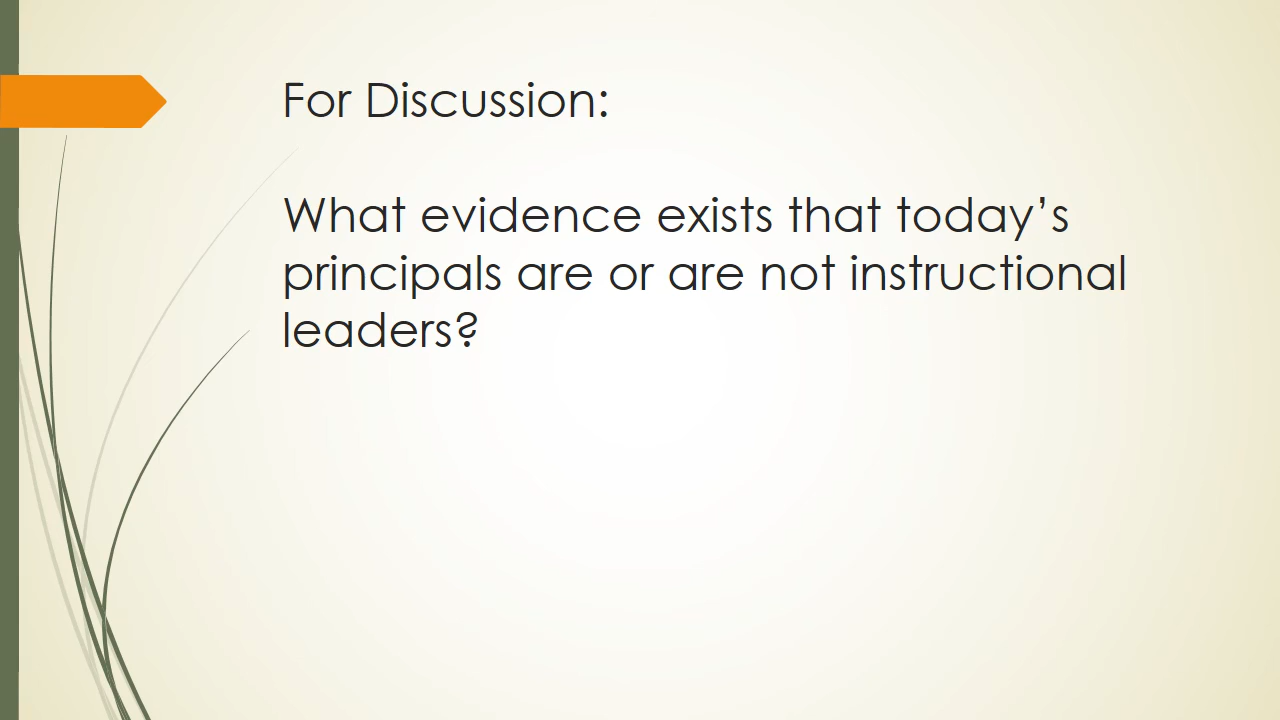 For Discussion:
What evidence exists that today’s
principals are or are not instructional
leaders?